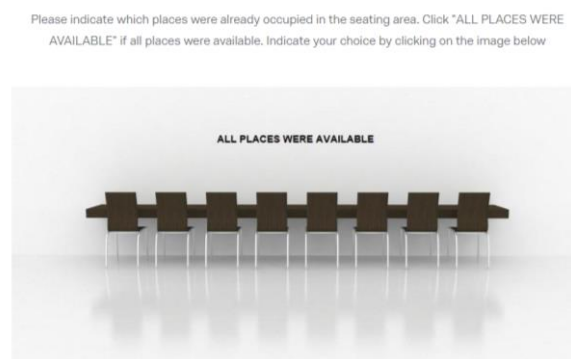 Please indicate which places were already occupied in the seating area. Click "ALL PLACES WERE
AVAILABLE" if all places were available. Indicate your choice by clicking on the image below
ALL PLACES WERE AVAILABLE